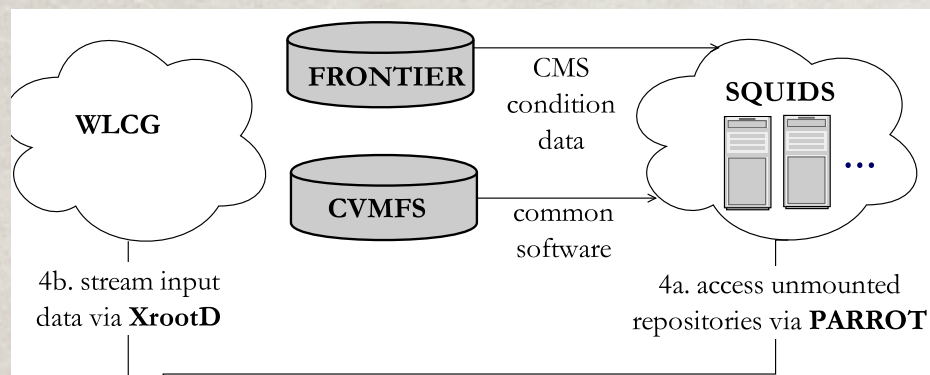 WLCG
FRONTIER
CMS
condition
data
SQUIDS
...
CVMFS
common
software
4b. stream input
data via XrootD
4a. access unmounted
repositories via PARROT